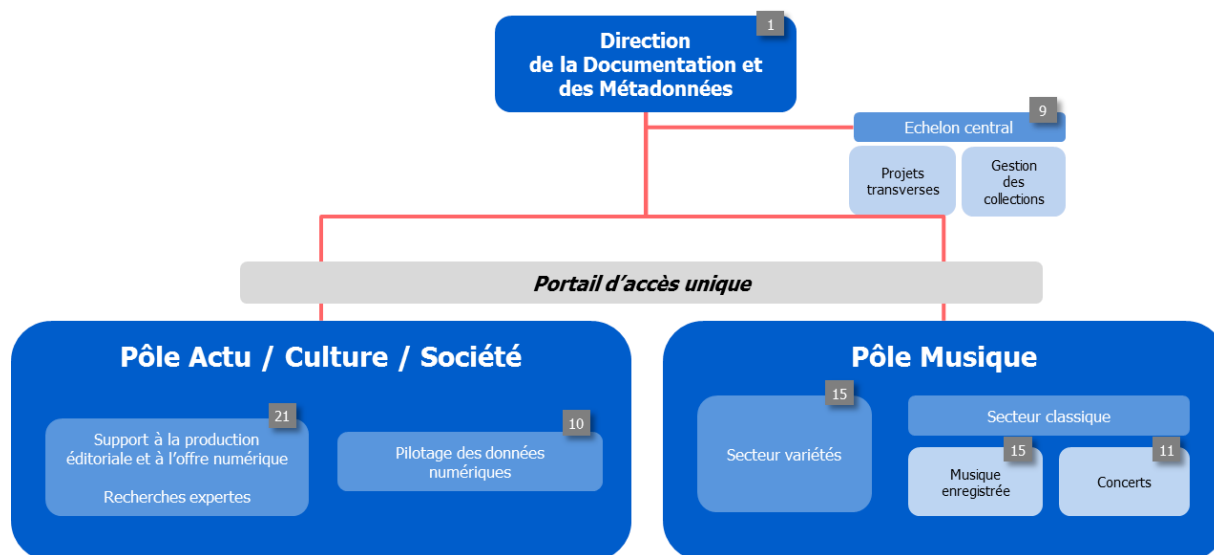 1
Direction
de la Documentation et
des Métadonnées
9
Echelon central
Projets
transverses
Gestion
des
collections
Portail d’accès unique
Pôle Actu / Culture / Société
21
Support à la production
éditoriale et à l’offre numérique
Recherches expertes
10
Pilotage des données
numériques
Pôle Musique
15
Secteur variétés
Secteur classique
15
Musique
enregistrée
11
Concerts